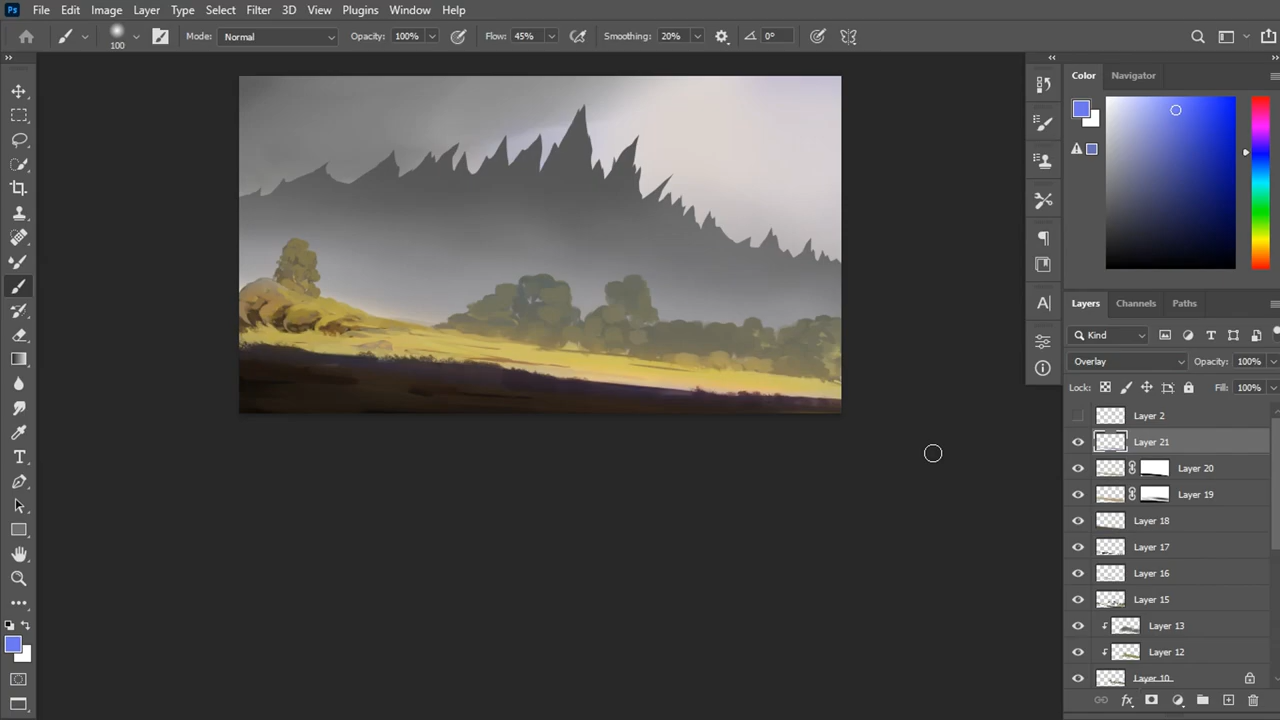 Ps File Edit Image Layer Type Select Filter 3D View Plugins Window Help
100 Mode: Normal Opacity: 100% Flow: 45% Smoothing: 20% 0°
Color Navigator
Layers Channels Paths
Kind
Overlay Opacity: 100%
Lock: Fill: 100%
Layer 2
Layer 21
Layer 20
Layer 19
Layer 18
Layer 17
Layer 16
Layer 15
Layer 13
Layer 12
Layer 10
fx